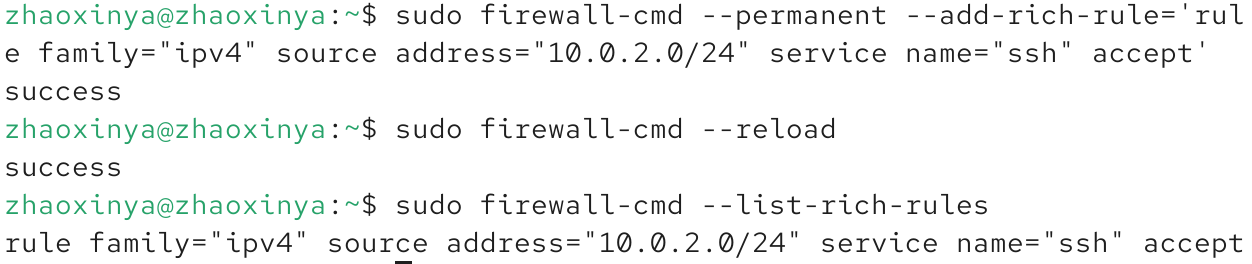 zhaoxinya@zhaoxinya:~$ sudo firewall-cmd --permanent --add-rich-rule='rul
e family="ipv4" source address="10.0.2.0/24" service name="ssh" accept'
success
zhaoxinya@zhaoxinya:~$ sudo firewall-cmd --reload
success
zhaoxinya@zhaoxinya:~$ sudo firewall-cmd --list-rich-rules
rule family="ipv4" source address="10.0.2.0/24" service name="ssh" accept